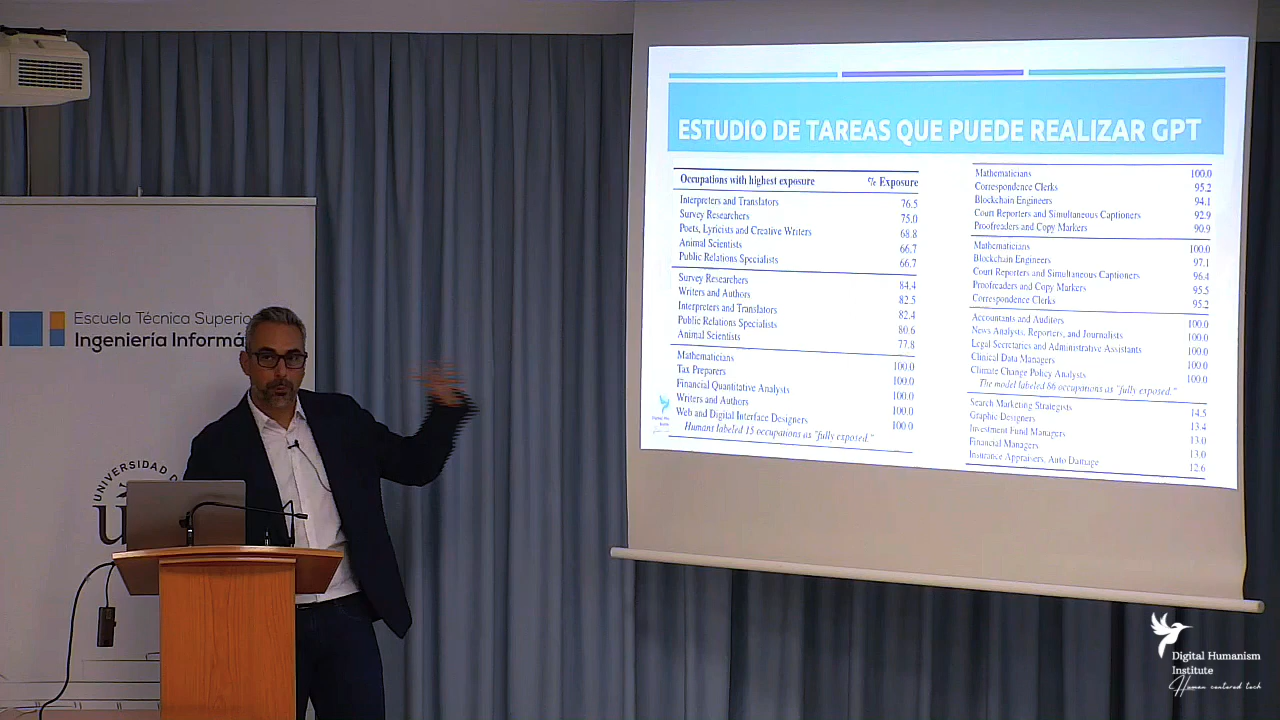 ESTUDIO DE TAREAS QUE PUEDE REALIZAR GPT
Occupations with highest exposure % Exposure
Interpreters and Translators 76.5
Survey Researchers 75.0
Poets, Lyricists and Creative Writers 68.8
Animal Scientists 66.7
Public Relations Specialists 66.7
Survey Researchers 84.4
Writers and Authors 82.5
Interpreters and Translators 82.4
Public Relations Specialists 80.6
Animal Scientists 77.8
Mathematicians 100.0
Tax Preparers 100.0
Financial Quantitative Analysts 100.0
Writers and Authors 100.0
Web and Digital Interface Designers 100.0
Humans labeled 15 occupations as "fully exposed."
Mathematicians 100.0
Correspondence Clerks 95.2
Blockchain Engineers 94.1
Court Reporters and Simultaneous Captioners 92.9
Proofreaders and Copy Markers 90.9
Mathematicians 100.0
Blockchain Engineers 97.1
Court Reporters and Simultaneous Captioners 96.4
Proofreaders and Copy Markers 95.5
Correspondence Clerks 95.2
Accountants and Auditors 100.0
News Analysts, Reporters, and Journalists 100.0
Legal Secretaries and Administrative Assistants 100.0
Clinical Data Managers 100.0
Climate Change Policy Analysts 100.0
The model labeled 86 occupations as "fully exposed."
Search Marketing Strategists 14.5
Graphic Designers 13.4
Investment Fund Managers 13.0
Financial Managers 13.0
Insurance Appraisers, Auto Damage 12.6
Escuela Técnica Superio
Ingeniería Informá
UNIVERSIDAD D
Digital Humanism
Institute
Human centered tech